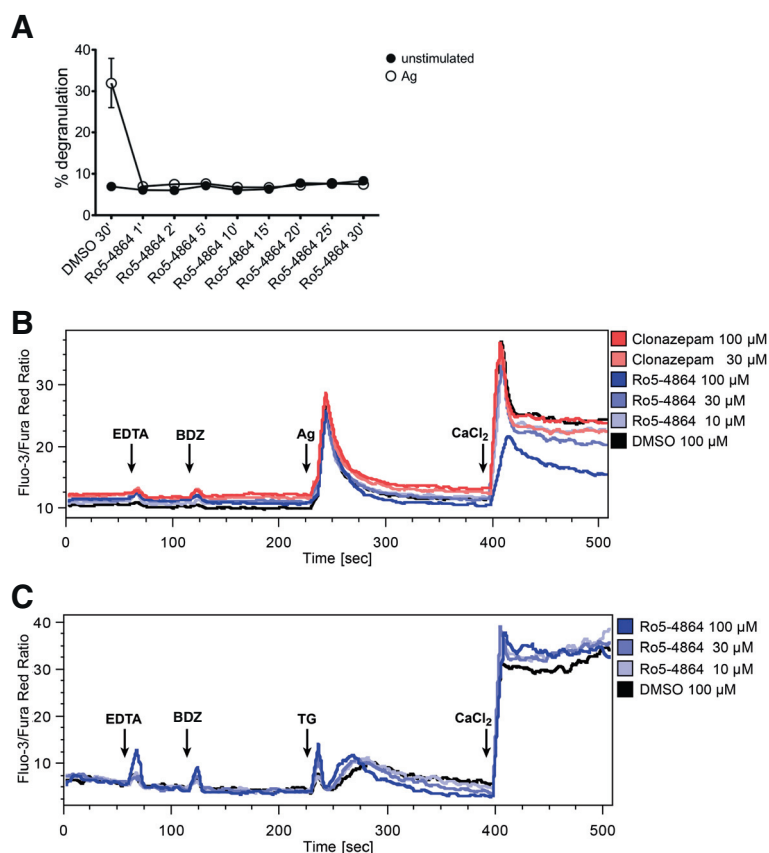 A
40
30
20
10
0
% degranulation
unstimulated
Ag
DMSO 30'
Ro5-4864 1'
Ro5-4864 2'
Ro5-4864 5'
Ro5-4864 10'
Ro5-4864 15'
Ro5-4864 20'
Ro5-4864 25'
Ro5-4864 30'
B
Fluo-3/Fura Red Ratio
30
20
10
EDTA
BDZ
Ag
CaCl₂
0 100 200 300 400 500
Time [sec]
Clonazepam 100 µM
Clonazepam 30 µM
Ro5-4864 100 µM
Ro5-4864 30 µM
Ro5-4864 10 µM
DMSO 100 µM
C
Fluo-3/Fura Red Ratio
40
30
20
10
EDTA
BDZ
TG
CaCl₂
0 100 200 300 400 500
Time [sec]
Ro5-4864 100 µM
Ro5-4864 30 µM
Ro5-4864 10 µM
DMSO 100 µM